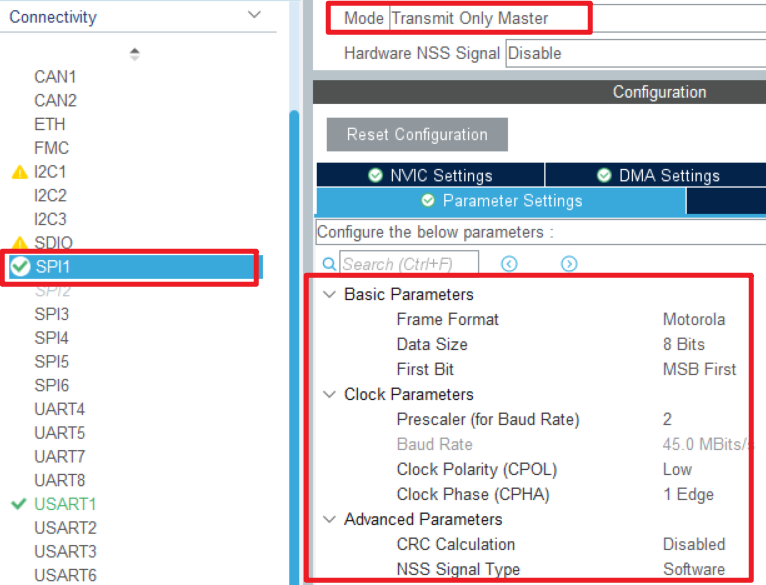 Connectivity
CAN1
CAN2
ETH
FMC
I2C1
I2C2
I2C3
SDIO
SPI1
SPI2
SPI3
SPI4
SPI5
SPI6
UART4
UART5
UART7
UART8
USART1
USART2
USART3
USART6
Mode Transmit Only Master
Hardware NSS Signal Disable
Configuration
Reset Configuration
NVIC Settings DMA Settings
Parameter Settings
Configure the below parameters :
Search (Ctrl+F)
Basic Parameters
Frame Format Motorola
Data Size 8 Bits
First Bit MSB First
Clock Parameters
Prescaler (for Baud Rate) 2
Baud Rate 45.0 MBits/s
Clock Polarity (CPOL) Low
Clock Phase (CPHA) 1 Edge
Advanced Parameters
CRC Calculation Disabled
NSS Signal Type Software